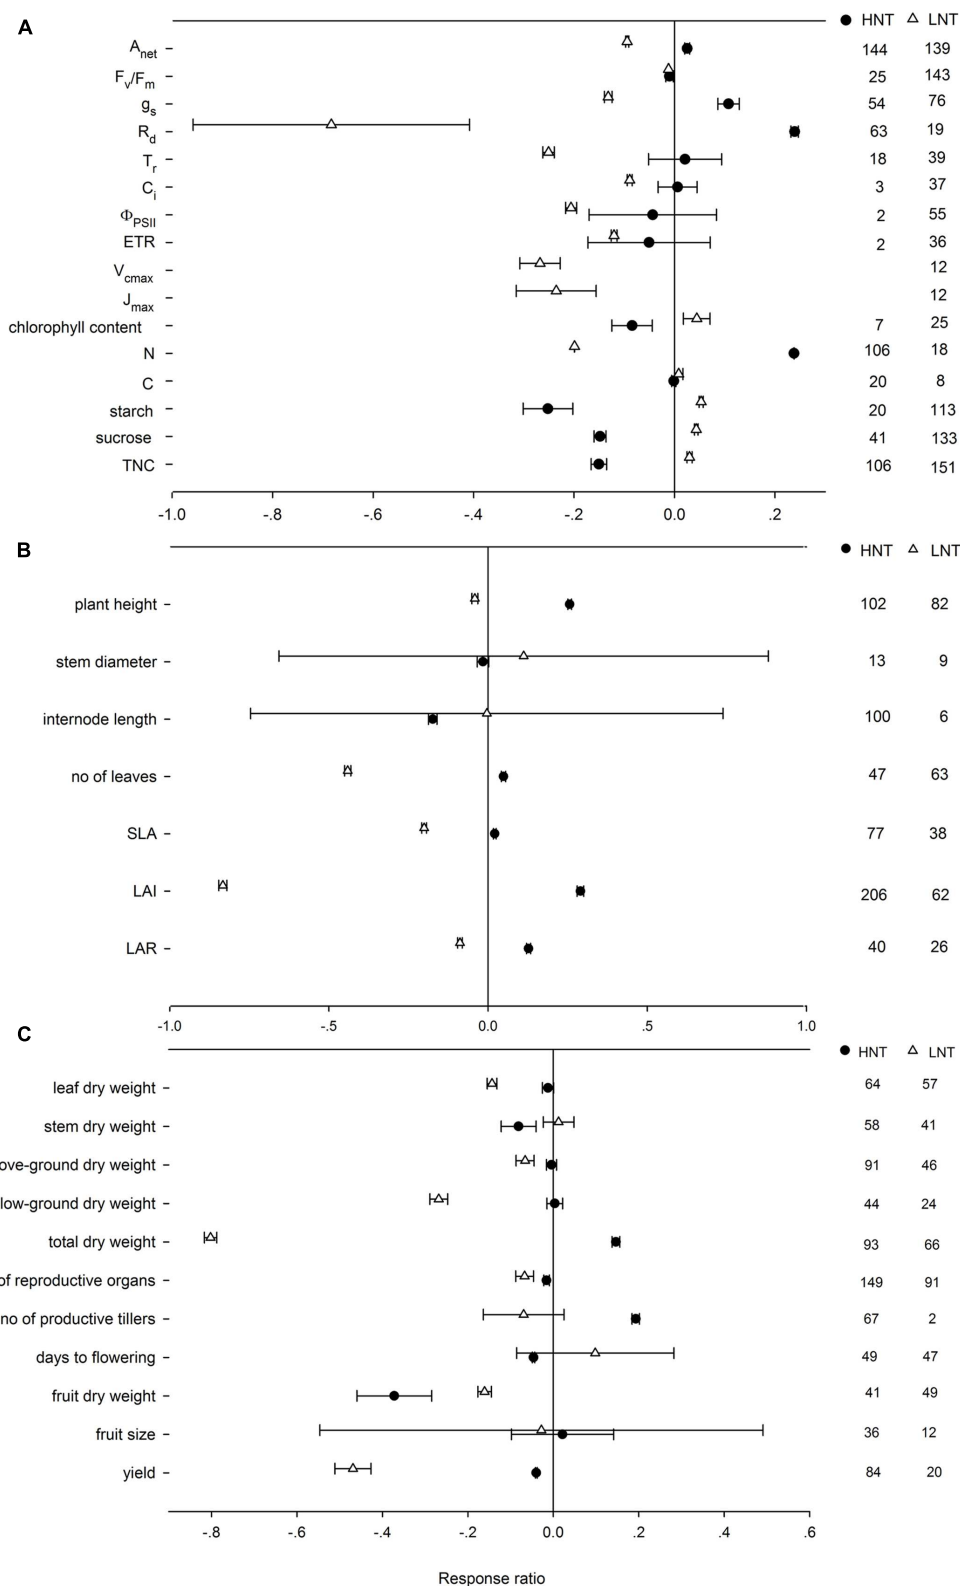 A
HNT LNT
Anet 144 139
Fv/Fm 25 143
gs 54 76
Rd 63 19
Tr 18 39
Ci 3 37
ΦPSII 2 55
ETR 2 36
Vcmax 12
Jmax 12
chlorophyll content 7 25
N 106 18
C 20 8
starch 20 113
sucrose 41 133
TNC 106 151
-1.0 -.8 -.6 -.4 -.2 0.0 .2
B
HNT LNT
plant height 102 82
stem diameter 13 9
internode length 100 6
no of leaves 47 63
SLA 77 38
LAI 206 62
LAR 40 26
-1.0 -.5 0.0 .5 1.0
C
HNT LNT
leaf dry weight 64 57
stem dry weight 58 41
ove-ground dry weight 91 46
low-ground dry weight 44 24
total dry weight 93 66
of reproductive organs 149 91
no of productive tillers 67 2
days to flowering 49 47
fruit dry weight 41 49
fruit size 36 12
yield 84 20
-.8 -.6 -.4 -.2 0.0 .2 .4 .6
Response ratio